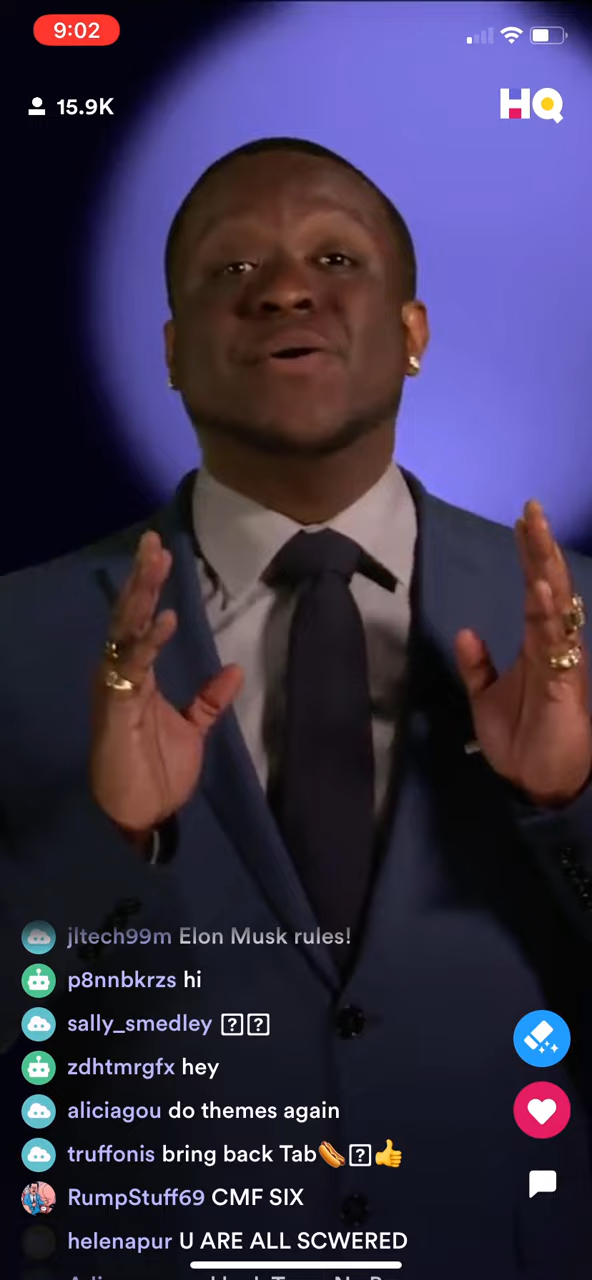 9:02
15.9K
HQ
jltech99m Elon Musk rules!
p8nnbkrzs hi
sally_smedley
zdhtmrgfx hey
aliciagou do themes again
truffonis bring back Tab🌭👍
RumpStuff69 CMF SIX
helenapur U ARE ALL SCWERED